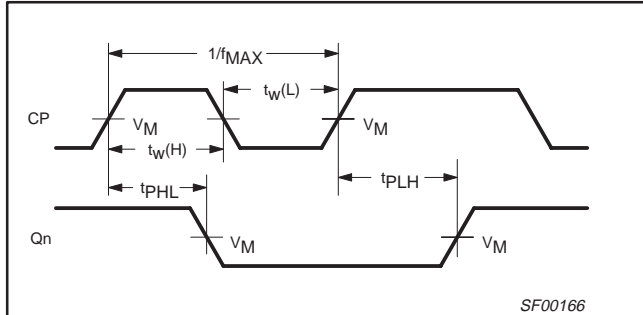 1/fMAX
tw(L)
CP
VM
VM
tw(H)
tPHL
tPLH
Qn
VM
VM
SF00166